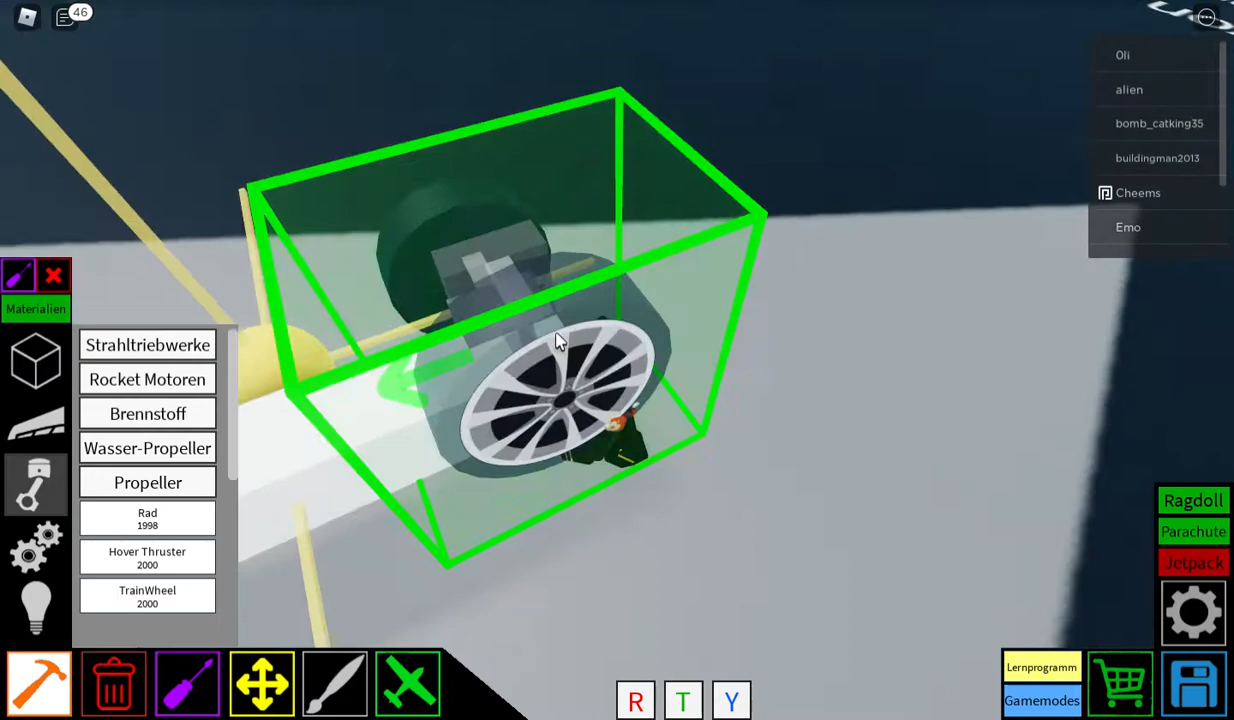 46
Oli
alien
bomb_catking35
buildingman2013
Cheems
Emo
Materialien
Strahltriebwerke
Rocket Motoren
Brennstoff
Wasser-Propeller
Propeller
Rad
1998
Hover Thruster
2000
TrainWheel
2000
Ragdoll
Parachute
Jetpack
Lernprogramm
Gamemodes
R T Y